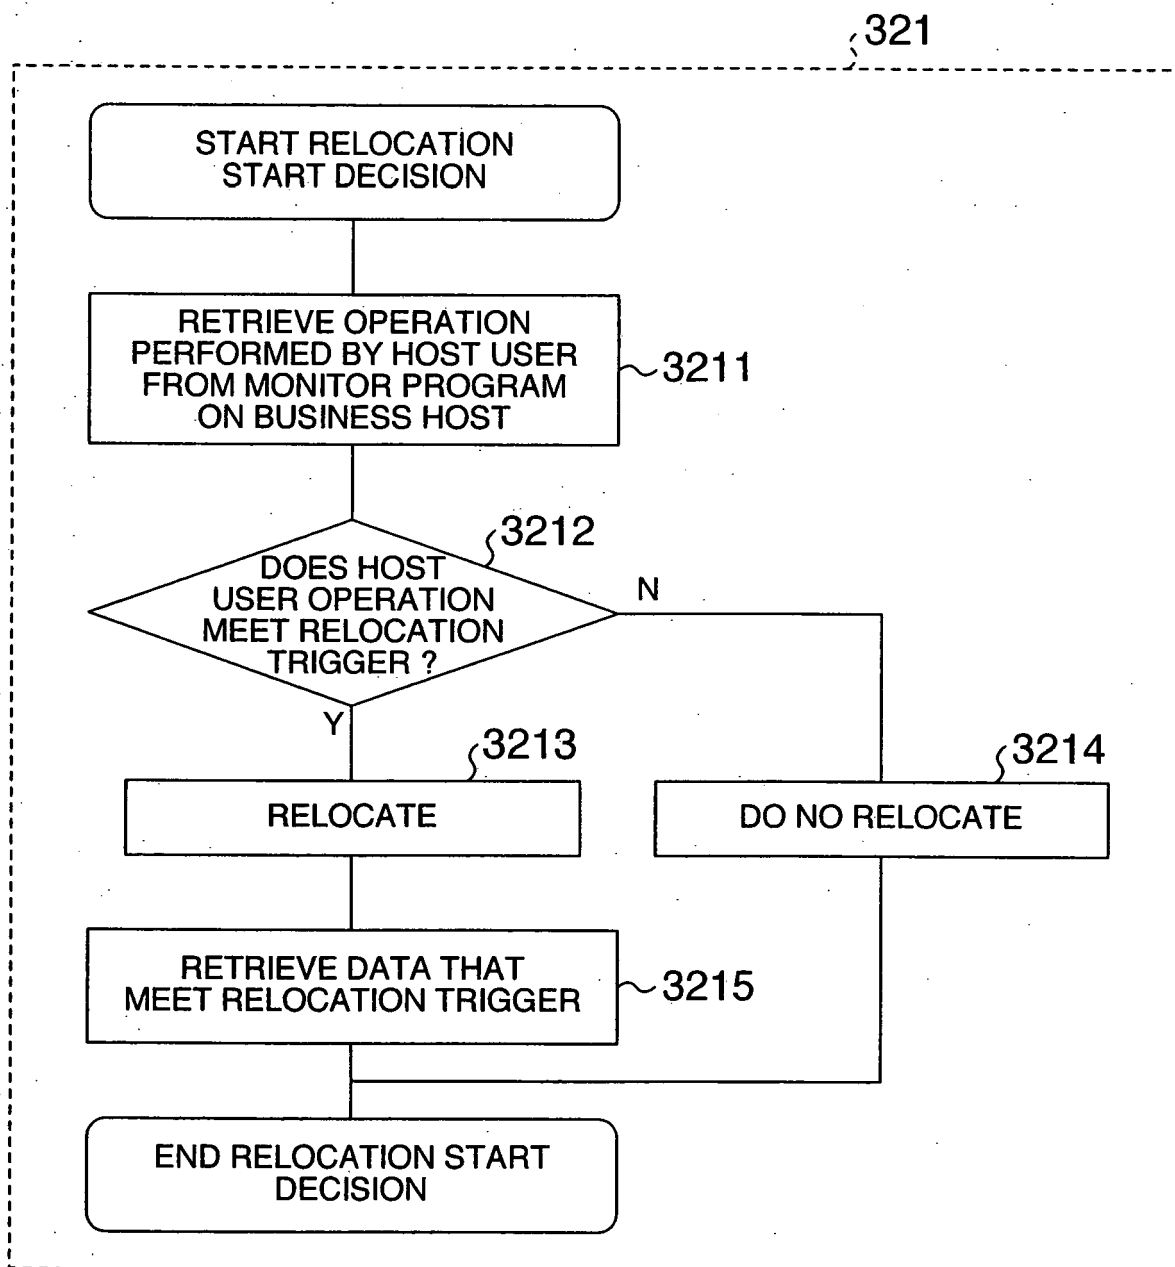 321
START RELOCATION
START DECISION
RETRIEVE OPERATION
PERFORMED BY HOST USER
FROM MONITOR PROGRAM
ON BUSINESS HOST
3211
3212
DOES HOST
USER OPERATION
MEET RELOCATION
TRIGGER ?
N
Y
3213
3214
RELOCATE
DO NO RELOCATE
RETRIEVE DATA THAT
MEET RELOCATION TRIGGER
3215
END RELOCATION START
DECISION